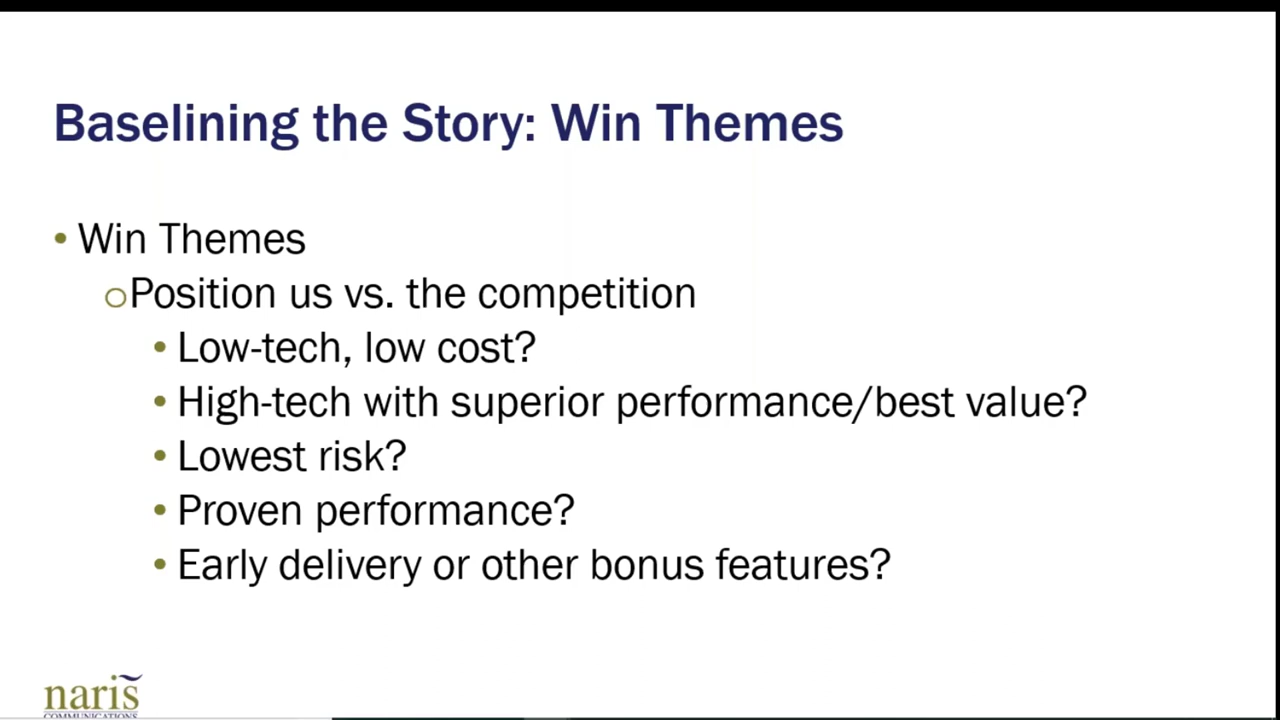 Baselining the Story: Win Themes
• Win Themes
○Position us vs. the competition
• Low-tech, low cost?
• High-tech with superior performance/best value?
• Lowest risk?
• Proven performance?
• Early delivery or other bonus features?
naris
COMMUNICATIONS